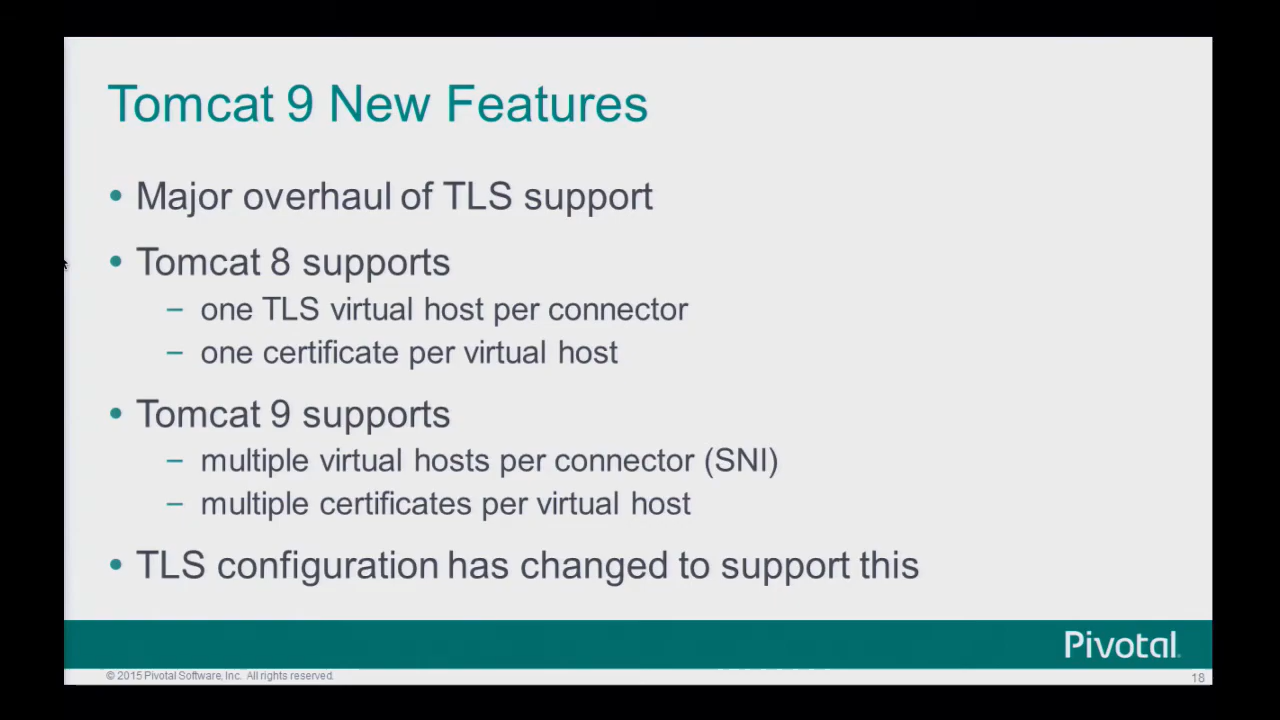 Tomcat 9 New Features
• Major overhaul of TLS support
• Tomcat 8 supports
– one TLS virtual host per connector
– one certificate per virtual host
• Tomcat 9 supports
– multiple virtual hosts per connector (SNI)
– multiple certificates per virtual host
• TLS configuration has changed to support this
Pivotal
© 2015 Pivotal Software, Inc. All rights reserved.
18